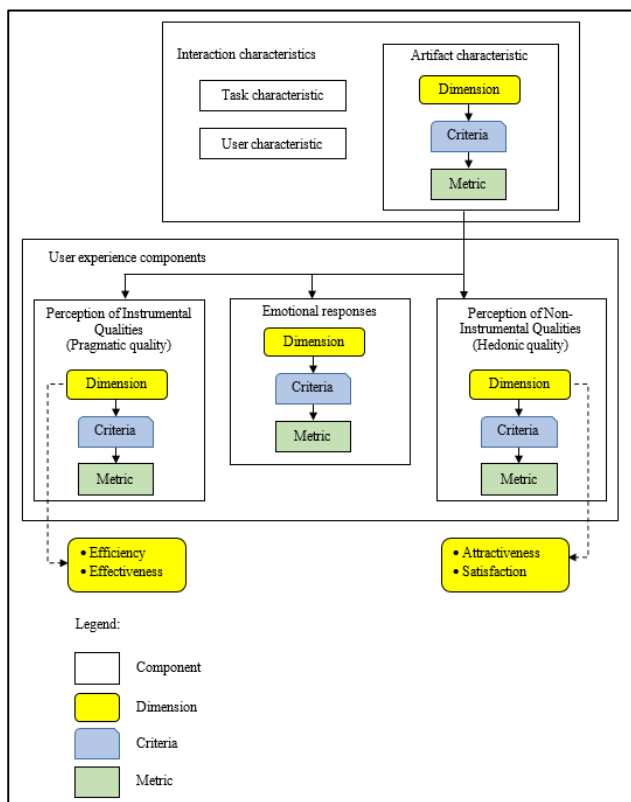 Interaction characteristics
Task characteristic
User characteristic
Artifact characteristic
Dimension
Criteria
Metric
User experience components
Perception of Instrumental
Qualities
(Pragmatic quality)
Dimension
Criteria
Metric
Emotional responses
Dimension
Criteria
Metric
Perception of Non-
Instrumental Qualities
(Hedonic quality)
Dimension
Criteria
Metric
• Efficiency
• Effectiveness
• Attractiveness
• Satisfaction
Legend:
Component
Dimension
Criteria
Metric